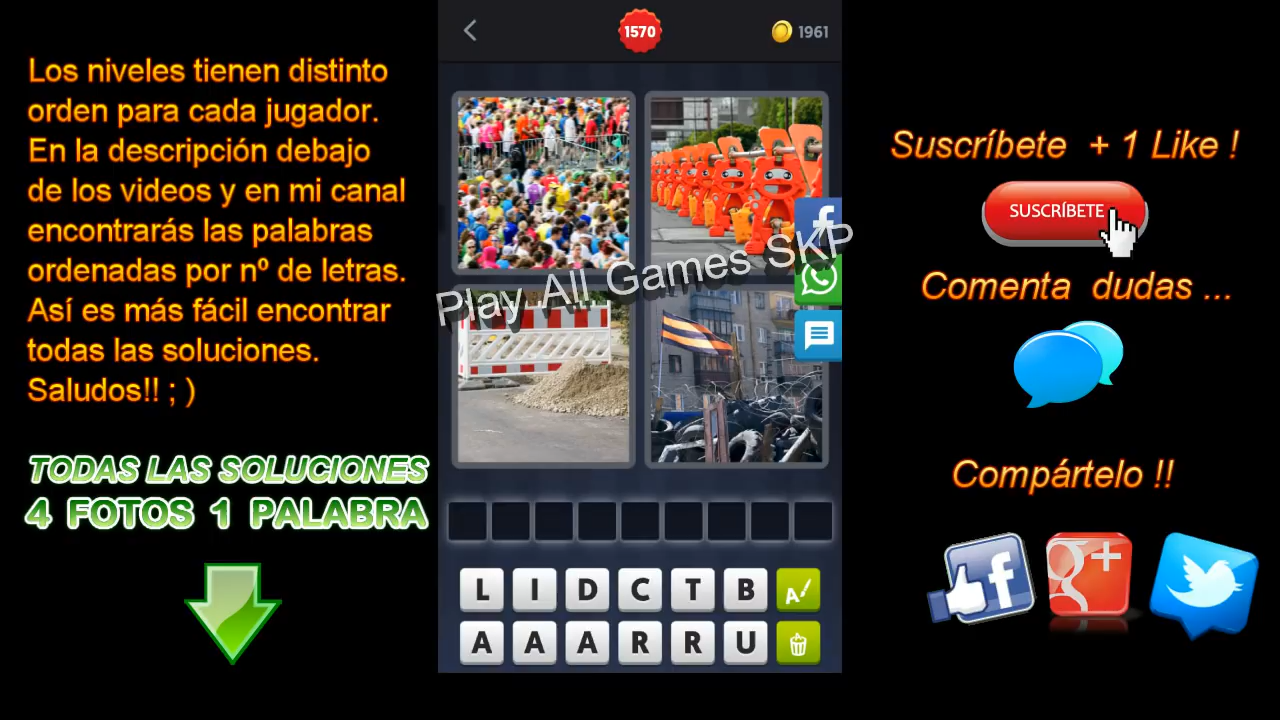 Los niveles tienen distinto
orden para cada jugador.
En la descripción debajo
de los videos y en mi canal
encontrarás las palabras
ordenadas por nº de letras.
Así es más fácil encontrar
todas las soluciones.
Saludos!! ; )
TODAS LAS SOLUCIONES
4 FOTOS 1 PALABRA
1570
1961
Play All Games SKP
L I D C T B A
A A A R R U
Suscríbete + 1 Like !
SUSCRÍBETE
Comenta dudas ...
Compártelo !!
f
g+